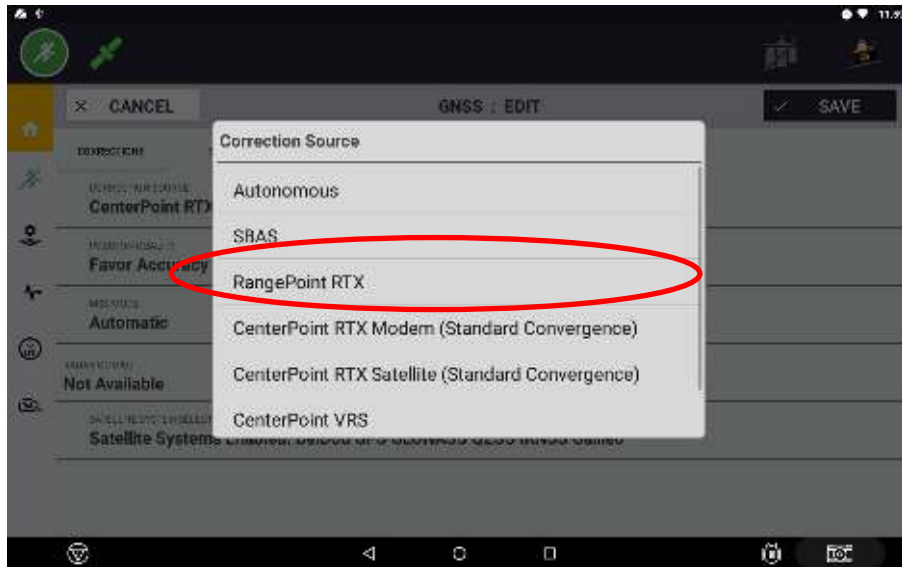 CANCEL
GNSS : EDIT
SAVE
Correction Source
CenterPoint RTX
Favor Accuracy
Automatic
Not Available
Autonomous
SBAS
RangePoint RTX
CenterPoint RTX Modem (Standard Convergence)
CenterPoint RTX Satellite (Standard Convergence)
CenterPoint VRS
Satellite Systems Enabled: BeiDou GPS GLONASS QZSS Galileo